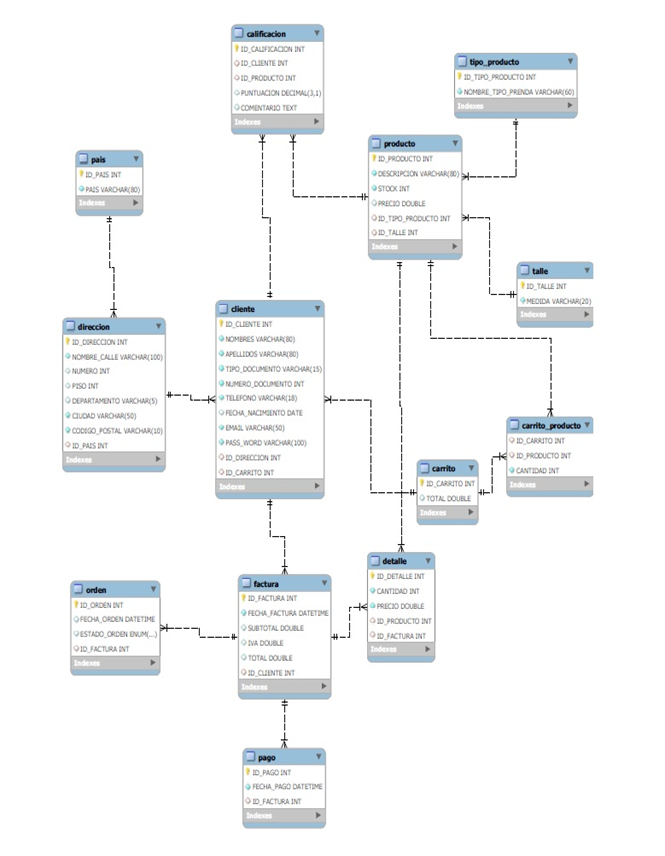 calificacion
ID_CALIFICACION INT
ID_CLIENTE INT
ID_PRODUCTO INT
PUNTUACION DECIMAL(3,1)
COMENTARIO TEXT
Indexes
tipo_producto
ID_TIPO_PRODUCTO INT
NOMBRE_TIPO_PRENDA VARCHAR(60)
Indexes
producto
ID_PRODUCTO INT
DESCRIPCION VARCHAR(80)
STOCK INT
PRECIO DOUBLE
ID_TIPO_PRODUCTO INT
ID_TALLE INT
Indexes
pais
ID_PAIS INT
PAIS VARCHAR(80)
Indexes
talle
ID_TALLE INT
MEDIDA VARCHAR(20)
Indexes
direccion
ID_DIRECCION INT
NOMBRE_CALLE VARCHAR(100)
NUMERO INT
PISO INT
DEPARTAMENTO VARCHAR(5)
CIUDAD VARCHAR(50)
CODIGO_POSTAL VARCHAR(10)
ID_PAIS INT
Indexes
cliente
ID_CLIENTE INT
NOMBRES VARCHAR(80)
APELLIDOS VARCHAR(80)
TIPO_DOCUMENTO VARCHAR(15)
NUMERO_DOCUMENTO INT
TELEFONO VARCHAR(18)
FECHA_NACIMIENTO DATE
EMAIL VARCHAR(50)
PASS_WORD VARCHAR(100)
ID_DIRECCION INT
ID_CARRITO INT
Indexes
carrito_producto
ID_CARRITO INT
ID_PRODUCTO INT
CANTIDAD INT
Indexes
carrito
ID_CARRITO INT
TOTAL DOUBLE
Indexes
orden
ID_ORDEN INT
FECHA_ORDEN DATETIME
ESTADO_ORDEN ENUM(...)
ID_FACTURA INT
Indexes
factura
ID_FACTURA INT
FECHA_FACTURA DATETIME
SUBTOTAL DOUBLE
IVA DOUBLE
TOTAL DOUBLE
ID_CLIENTE INT
Indexes
detalle
ID_DETALLE INT
CANTIDAD INT
PRECIO DOUBLE
ID_PRODUCTO INT
ID_FACTURA INT
Indexes
pago
ID_PAGO INT
FECHA_PAGO DATETIME
ID_FACTURA INT
Indexes